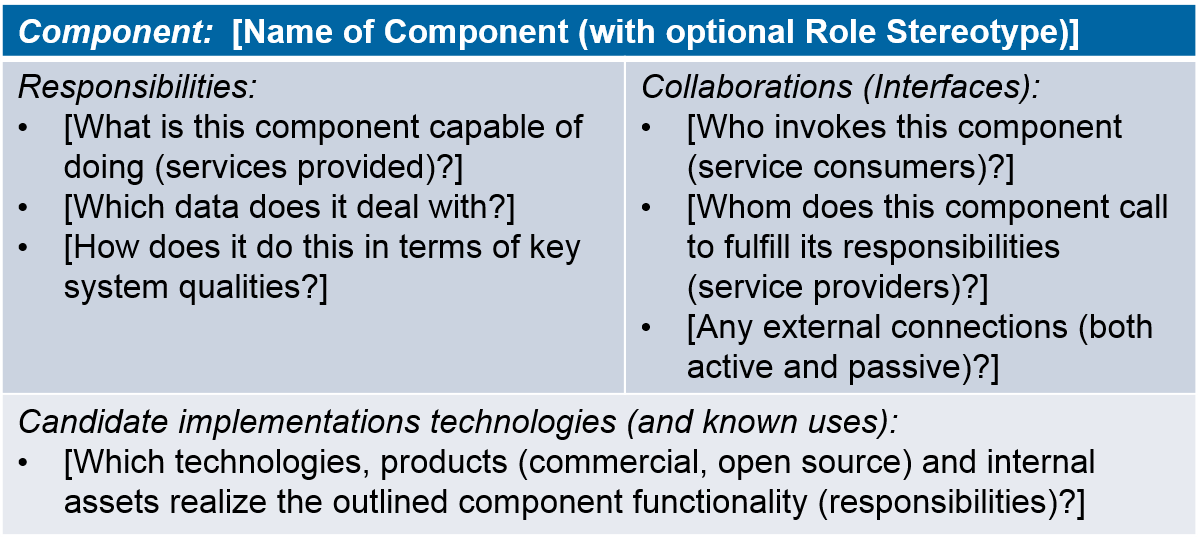 Component: [Name of Component (with optional Role Stereotype)]
Responsibilities:
• [What is this component capable of
doing (services provided)?]
• [Which data does it deal with?]
• [How does it do this in terms of key
system qualities?]
Collaborations (Interfaces):
• [Who invokes this component
(service consumers)?]
• [Whom does this component call
to fulfill its responsibilities
(service providers)?]
• [Any external connections (both
active and passive)?]
Candidate implementations technologies (and known uses):
• [Which technologies, products (commercial, open source) and internal
assets realize the outlined component functionality (responsibilities)?]